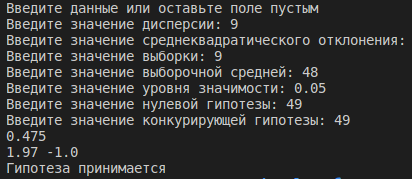 Введите данные или оставьте поле пустым
Введите значение дисперсии: 9
Введите значение среднеквадратического отклонения:
Введите значение выборки: 9
Введите значение выборочной средней: 48
Введите значение уровня значимости: 0.05
Введите значение нулевой гипотезы: 49
Введите значение конкурирующей гипотезы: 49
0.475
1.97 -1.0
Гипотеза принимается